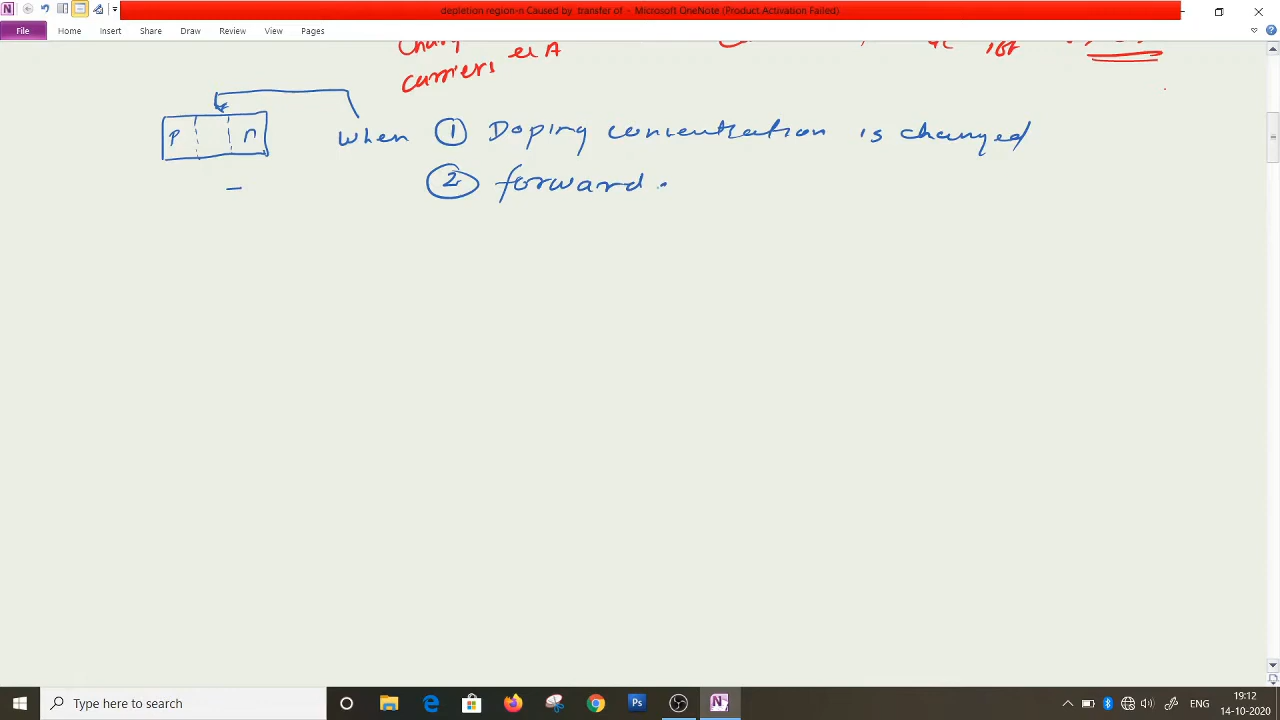 depletion region-n Caused by transfer of - Microsoft OneNote (Product Activation Failed)
File Home Insert Share Draw Review View Pages
carriers
p n
When ① Doping concentration is changed
② forward
Type here to search
Ps
ENG
19:12
14-10-2020